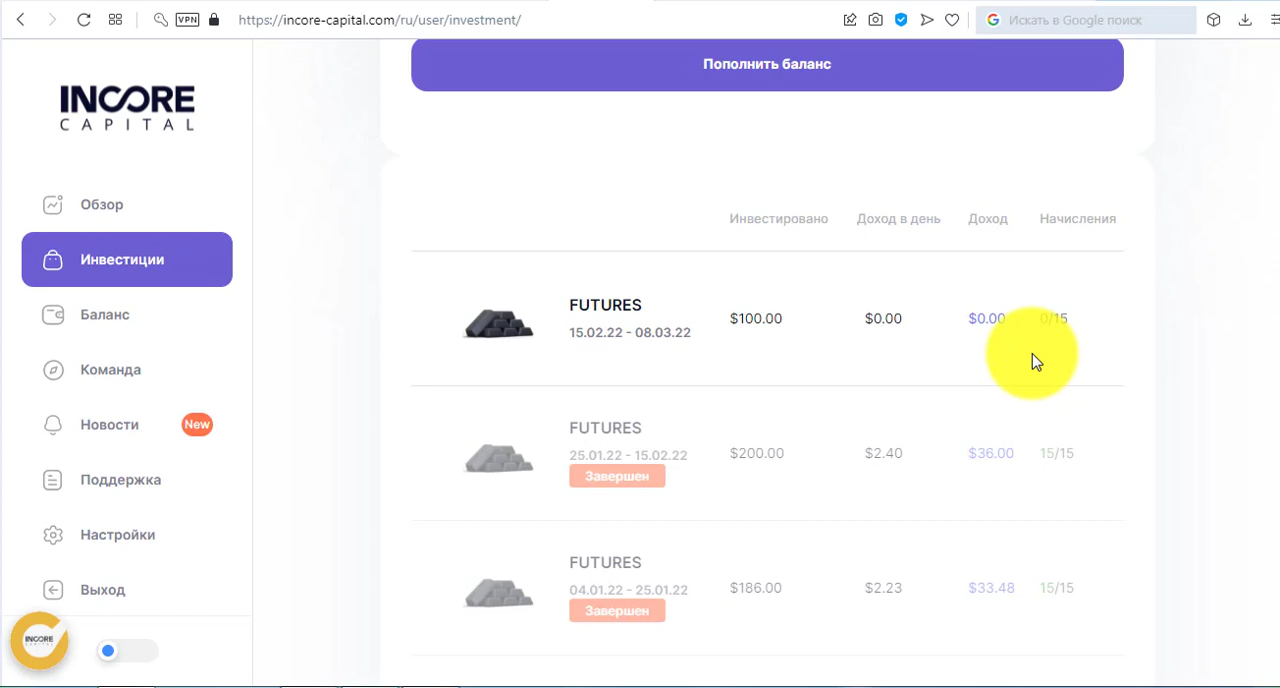 VPN
https://incore-capital.com/ru/user/investment/
Искать в Google поиск
INCORE
CAPITAL
Обзор
Инвестиции
Баланс
Команда
Новости New
Поддержка
Настройки
Выход
INCORE
CAPITAL
Пополнить баланс
Инвестировано Доход в день Доход Начисления
FUTURES
15.02.22 - 08.03.22
$100.00 $0.00 $0.00 0/15
FUTURES
25.01.22 - 15.02.22
Завершен
$200.00 $2.40 $36.00 15/15
FUTURES
04.01.22 - 25.01.22
Завершен
$186.00 $2.23 $33.48 15/15